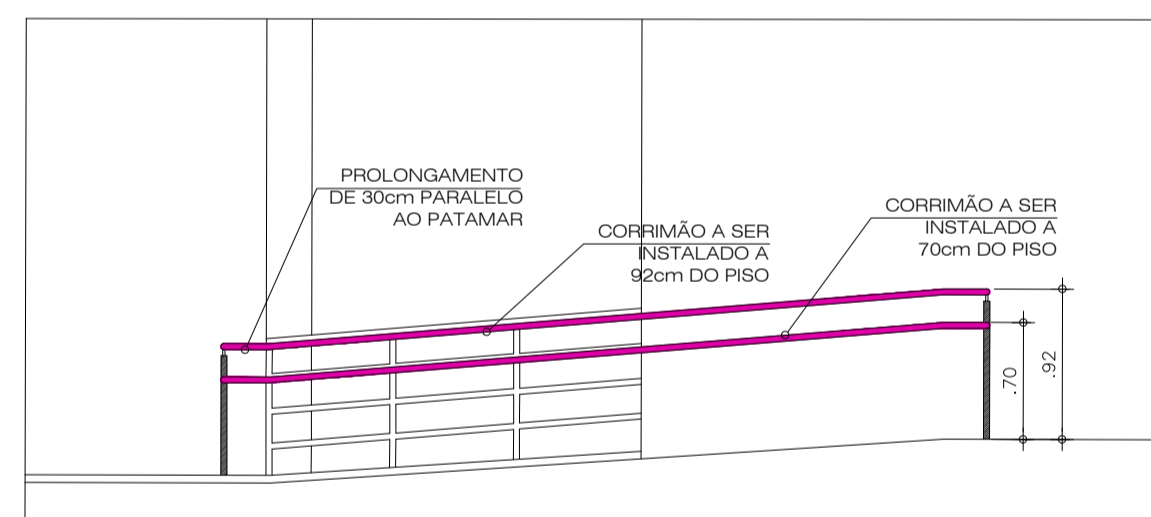 PROLONGAMENTO
DE 30cm PARALELO
AO PATAMAR
CORRIMÃO A SER
INSTALADO A
92cm DO PISO
CORRIMÃO A SER
INSTALADO A
70cm DO PISO
.70
.92